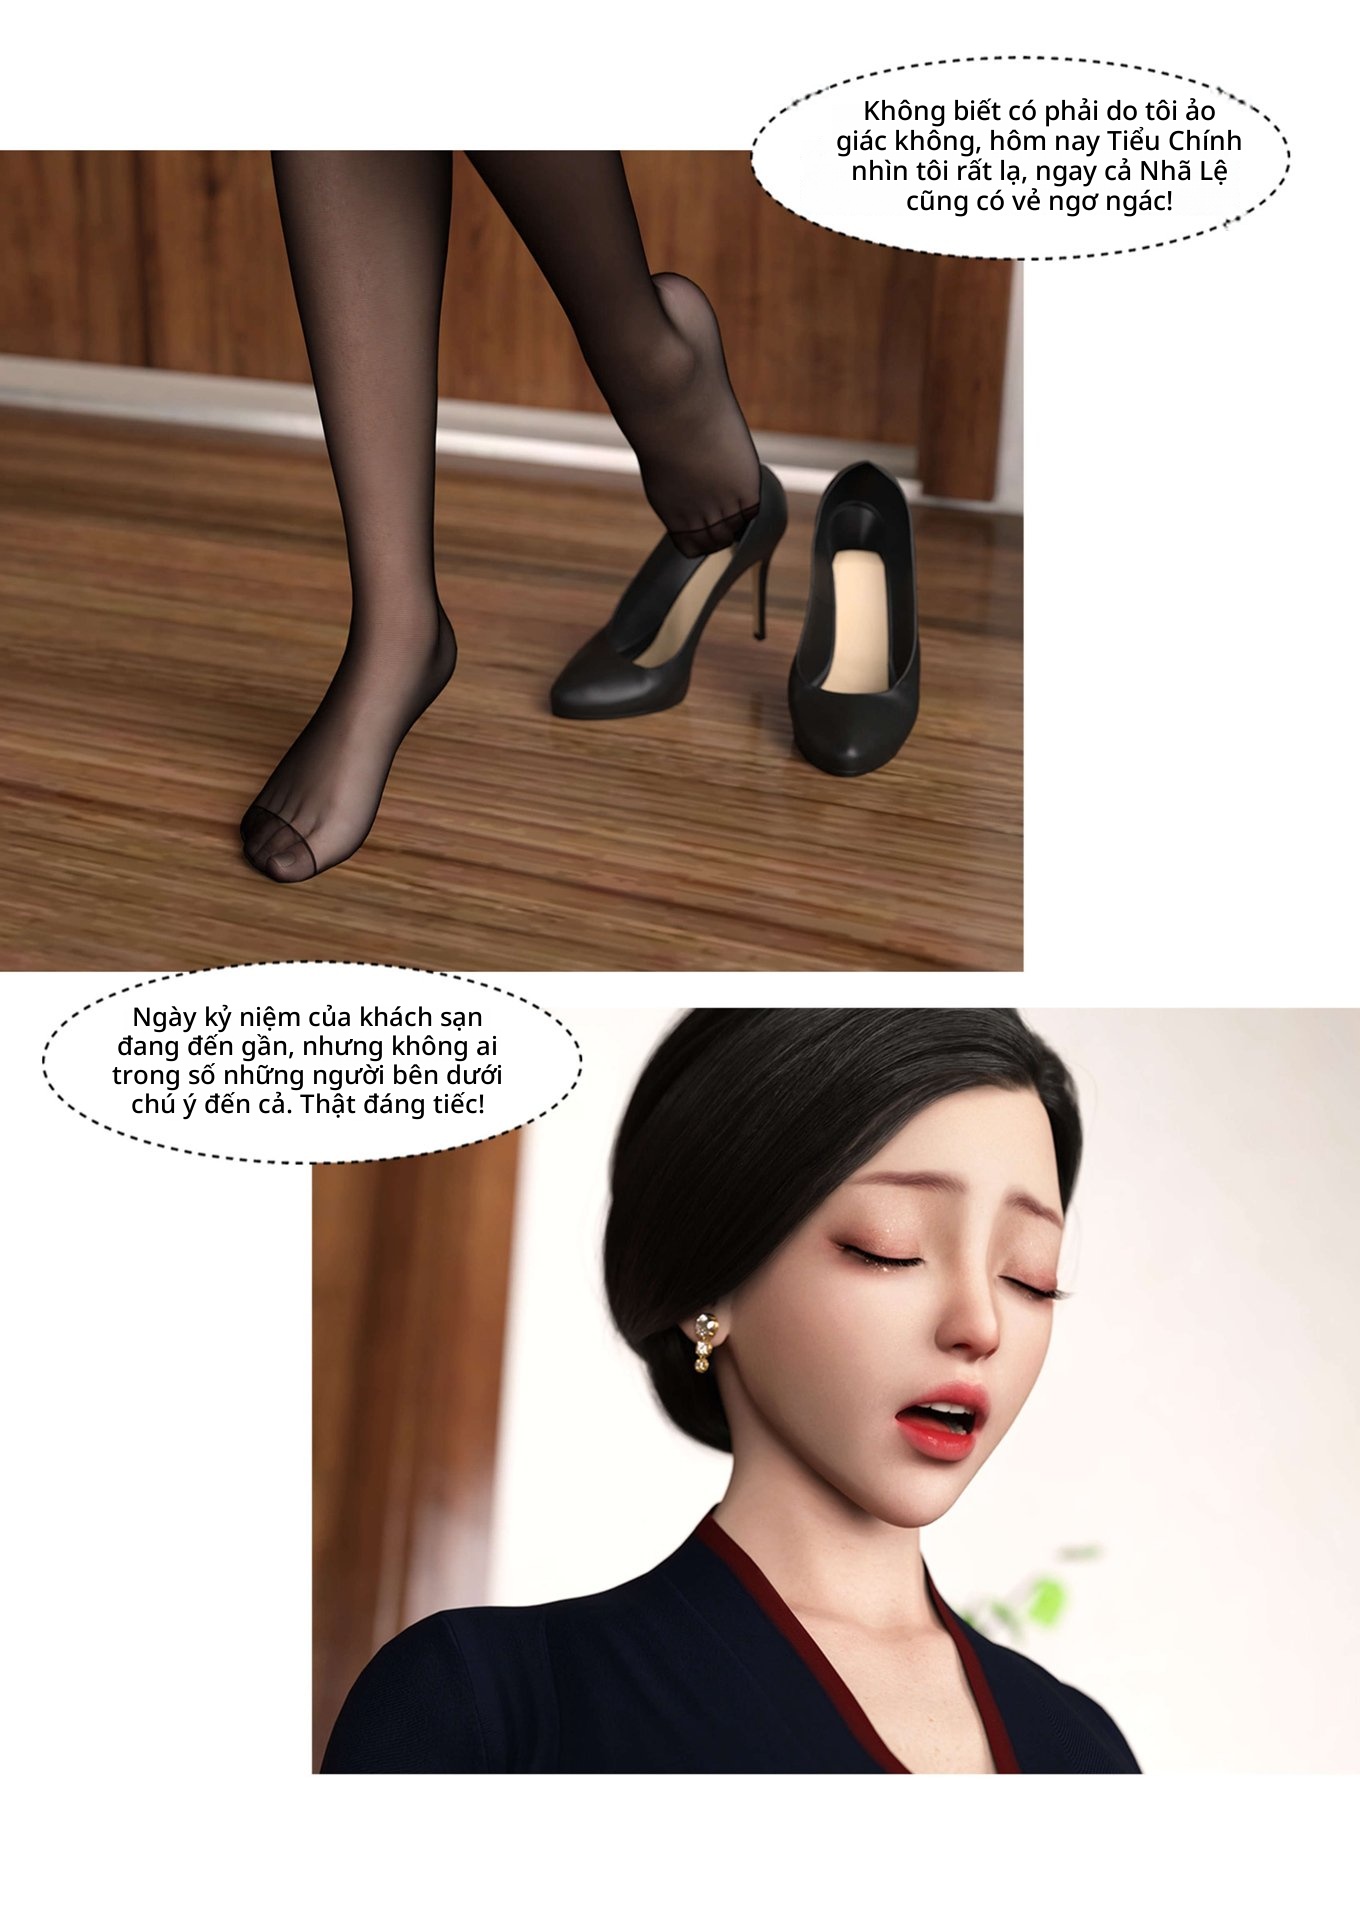 Không biết có phải do tôi ảo
giác không, hôm nay Tiểu Chính
nhìn tôi rất lạ, ngay cả Nhã Lệ
cũng có vẻ ngơ ngác!
Ngày kỷ niệm của khách sạn
đang đến gần, nhưng không ai
trong số những người bên dưới
chú ý đến cả. Thật đáng tiếc!